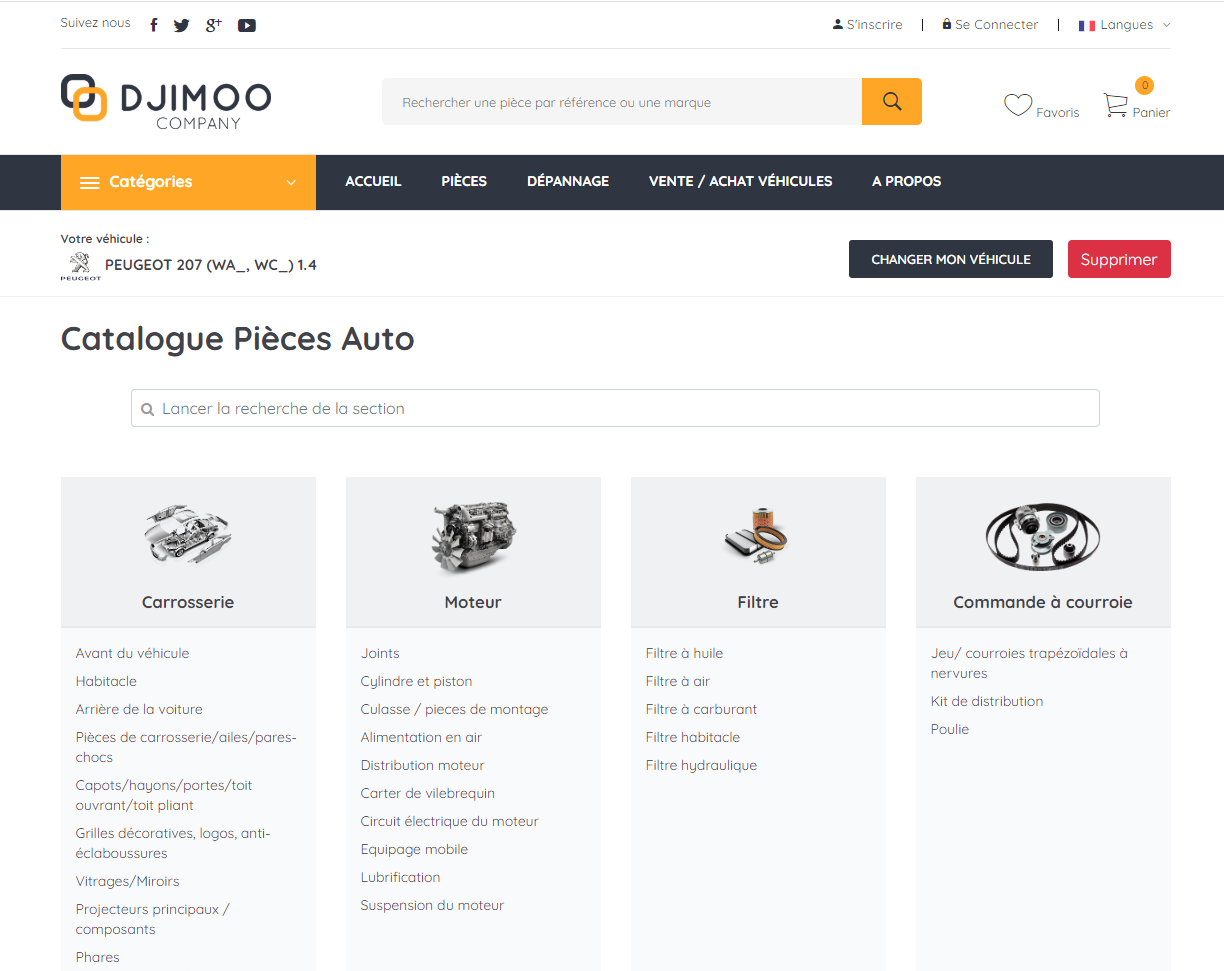 Suivez nous
S'inscrire
Se Connecter
Langues
DJIMOO
COMPANY
Rechercher une pièce par référence ou une marque
Favoris
0
Panier
Catégories
ACCUEIL
PIÈCES
DÉPANNAGE
VENTE / ACHAT VÉHICULES
A PROPOS
Votre véhicule :
PEUGEOT
PEUGEOT 207 (WA_, WC_) 1.4
CHANGER MON VÉHICULE
Supprimer
Catalogue Pièces Auto
Lancer la recherche de la section
Carrosserie
Avant du véhicule
Habitacle
Arrière de la voiture
Pièces de carrosserie/ailes/pares-
chocs
Capots/hayons/portes/toit
ouvrant/toit pliant
Grilles décoratives, logos, anti-
éclaboussures
Vitrages/Miroirs
Projecteurs principaux /
composants
Phares
Moteur
Joints
Cylindre et piston
Culasse / pieces de montage
Alimentation en air
Distribution moteur
Carter de vilebrequin
Circuit électrique du moteur
Equipage mobile
Lubrification
Suspension du moteur
Filtre
Filtre à huile
Filtre à air
Filtre à carburant
Filtre habitacle
Filtre hydraulique
Commande à courroie
Jeu/ courroies trapézoïdales à
nervures
Kit de distribution
Poulie